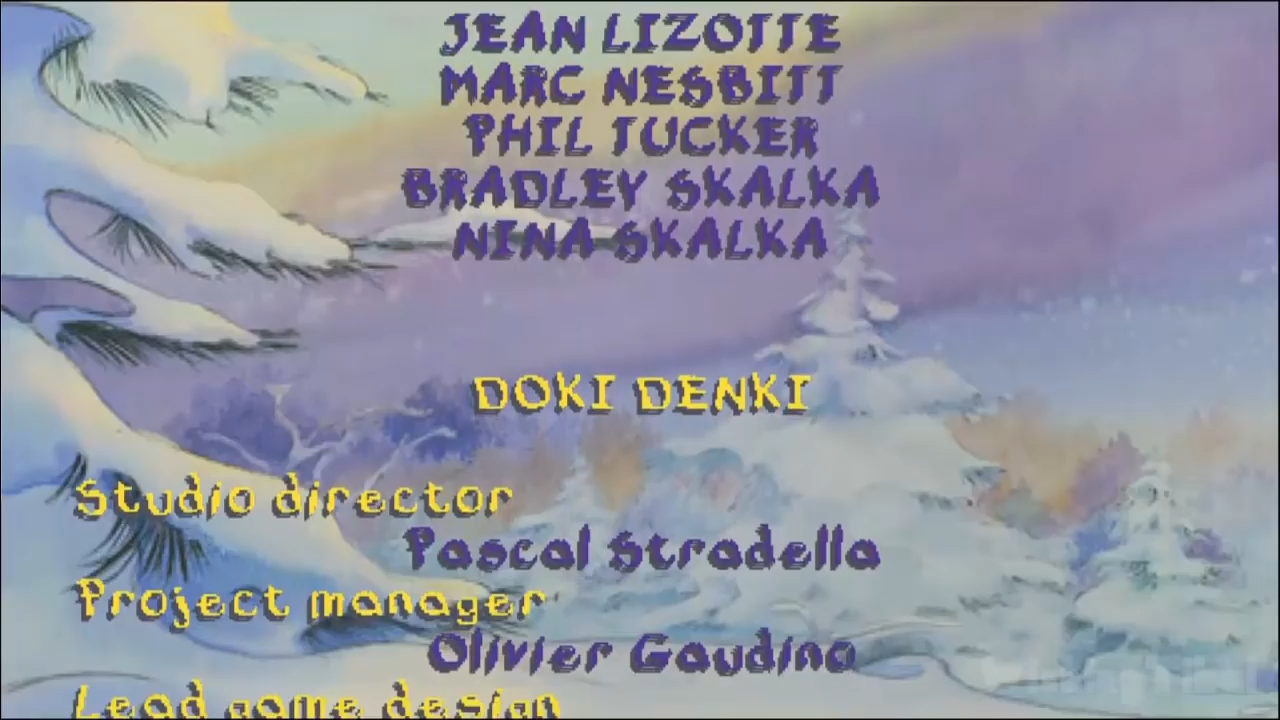 JEAN LIZOTTE
MARC NESBITT
PHIL TUCKER
BRADLEY SKALKA
NINA SKALKA
DOKI DENKI
Studio director
Pascal Stradella
Project manager
Olivier Gaudino
Lead game design